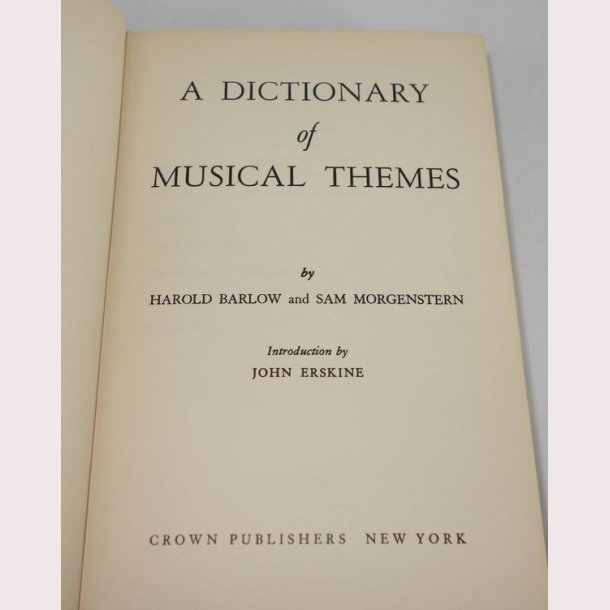 A DICTIONARY
of
MUSICAL THEMES
by
HAROLD BARLOW and SAM MORGENSTERN
Introduction by
JOHN ERSKINE
CROWN PUBLISHERS NEW YORK